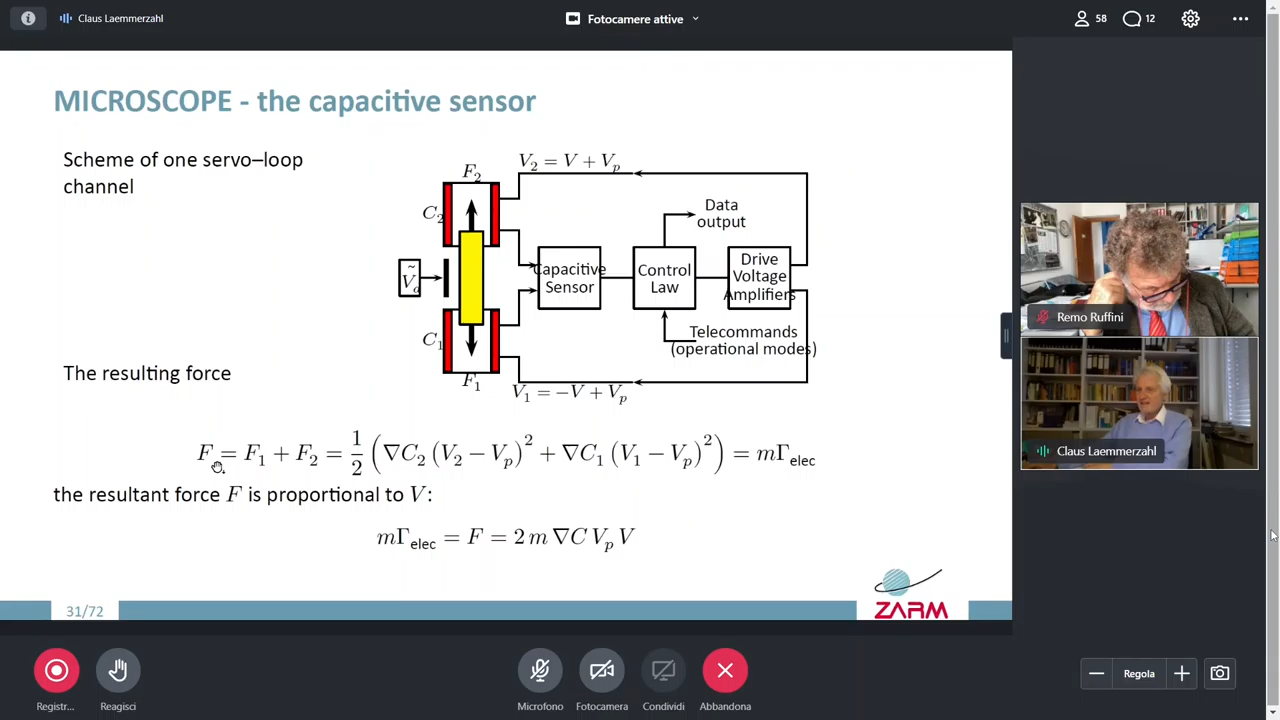 Claus Laemmerzahl
Fotocamere attive
58
12
MICROSCOPE - the capacitive sensor
Scheme of one servo–loop
channel
F₂
V₂ = V + Vₚ
C₂
Data
output
Ṽₐ
Capacitive
Sensor
Control
Law
Drive
Voltage
Amplifiers
C₁
Telecommands
(operational modes)
F₁
V₁ = −V + Vₚ
The resulting force
F = F₁ + F₂ = 1/2 (∇C₂ (V₂ − Vₚ)² + ∇C₁ (V₁ − Vₚ)²) = mΓelec
the resultant force F is proportional to V:
mΓelec = F = 2 m ∇C Vₚ V
31/72
ZARM
Remo Ruffini
Claus Laemmerzahl
Registr...
Reagisci
Microfono
Fotocamera
Condividi
Abbandona
Regola